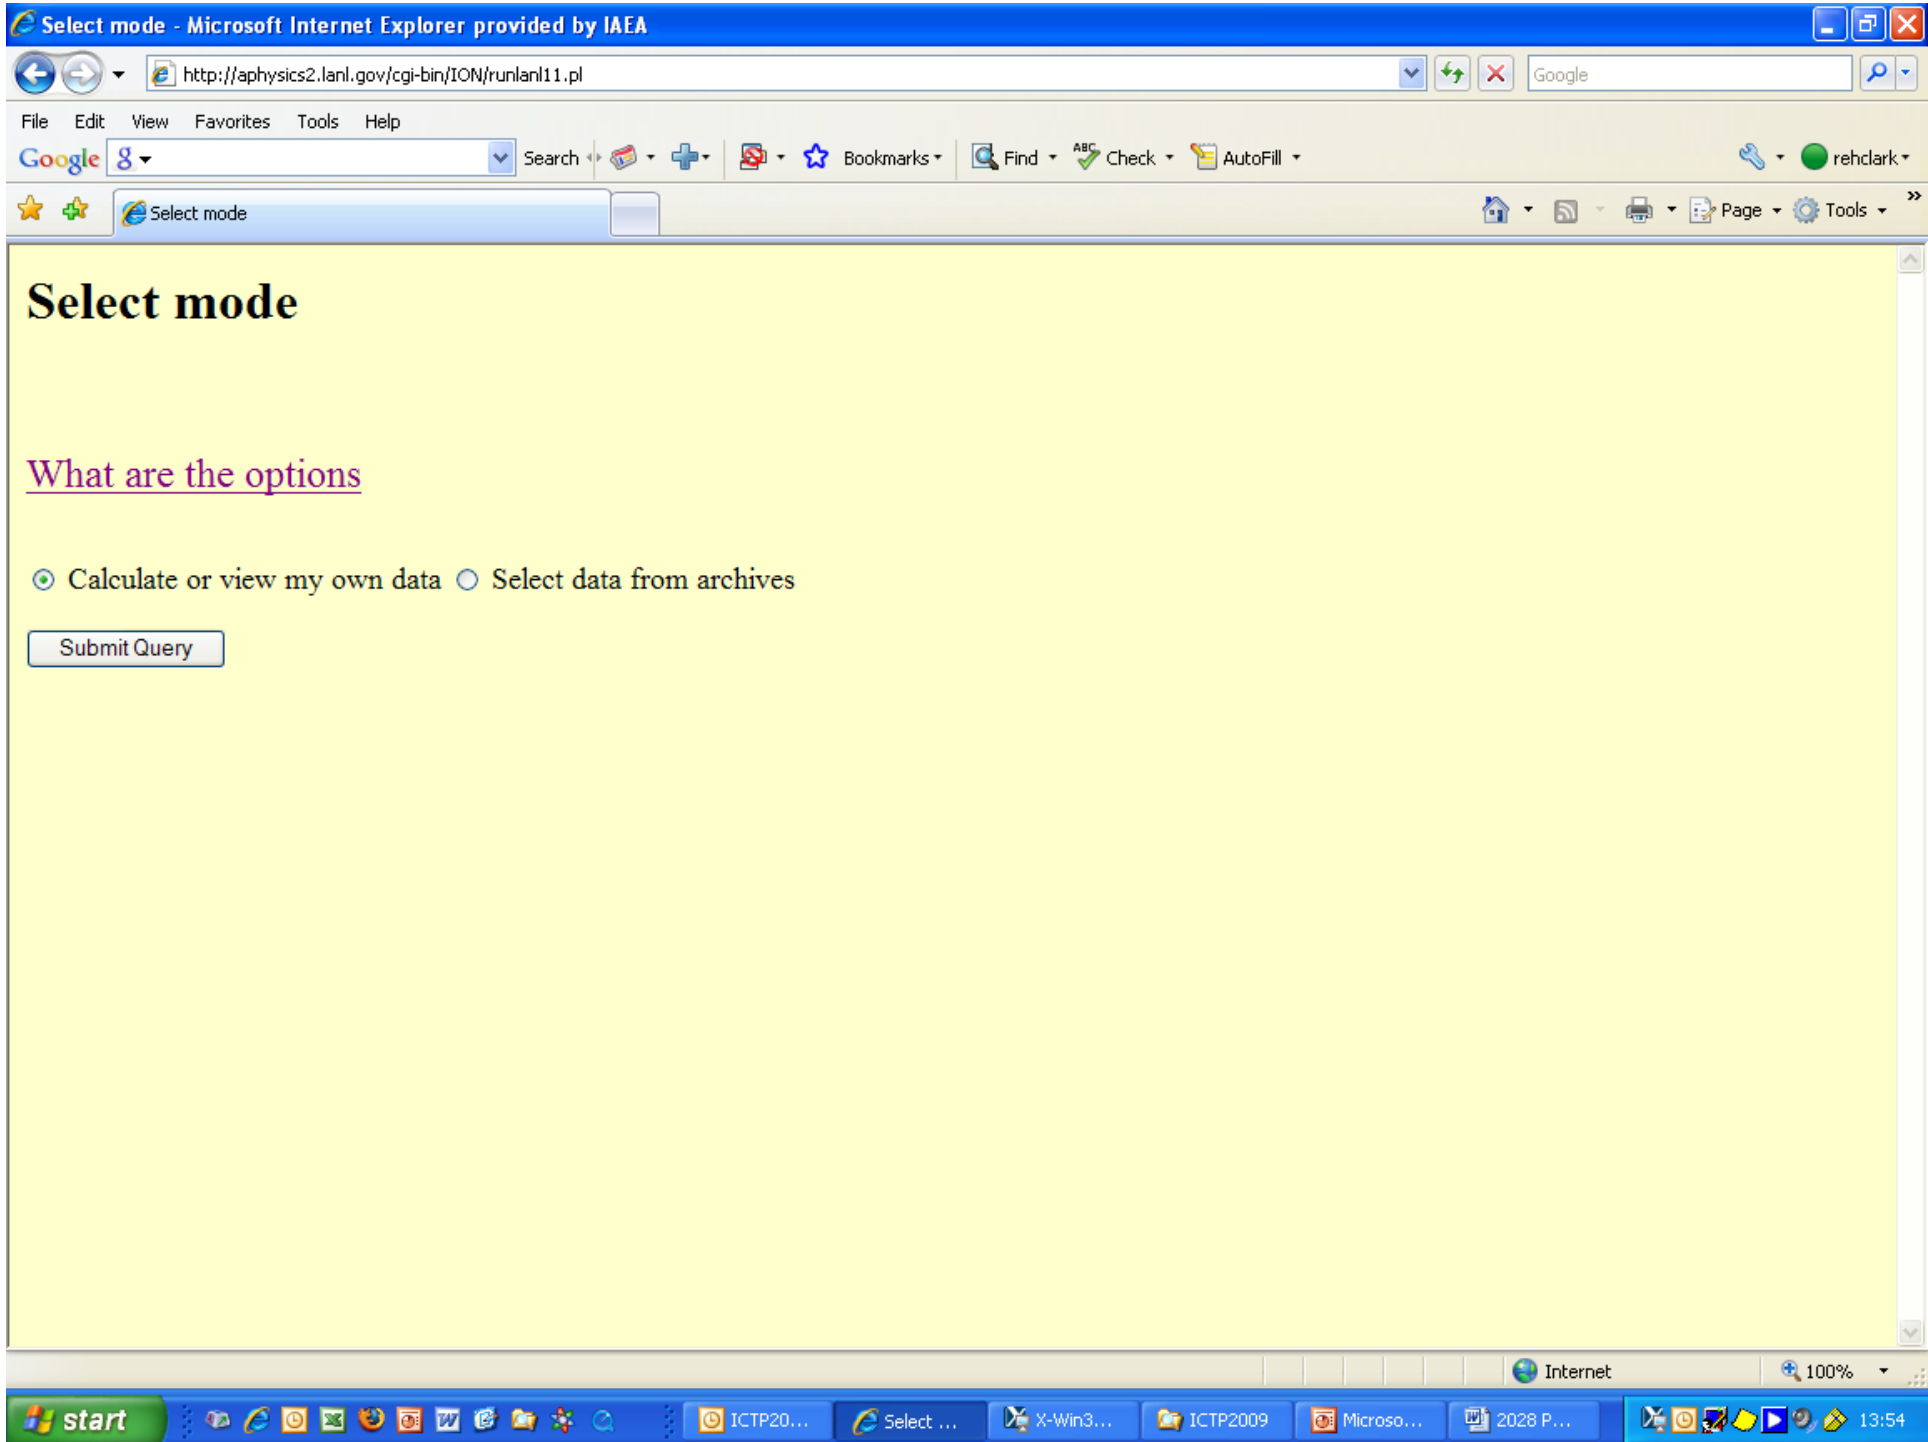 Select mode - Microsoft Internet Explorer provided by IAEA
http://aphysics2.lanl.gov/cgi-bin/ION/runlanl11.pl
Google
File Edit View Favorites Tools Help
Google g Search Bookmarks Find ABC Check AutoFill rehclark
Select mode Page Tools »
Select mode
What are the options
Calculate or view my own data Select data from archives
Submit Query
Internet 100%
start ICTP20... Select ... X-Win3... ICTP2009 Microso... 2028 P... 13:54